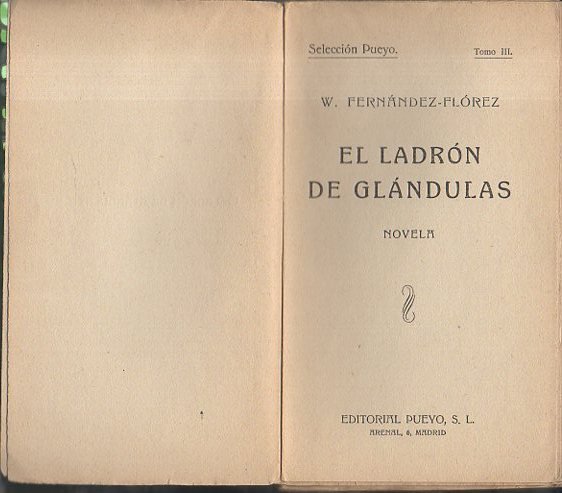 Selección Pueyo. Tomo III.
W. FERNÁNDEZ-FLÓREZ
EL LADRÓN
DE GLÁNDULAS
NOVELA
EDITORIAL PUEYO, S. L.
ARENAL, 6, MADRID